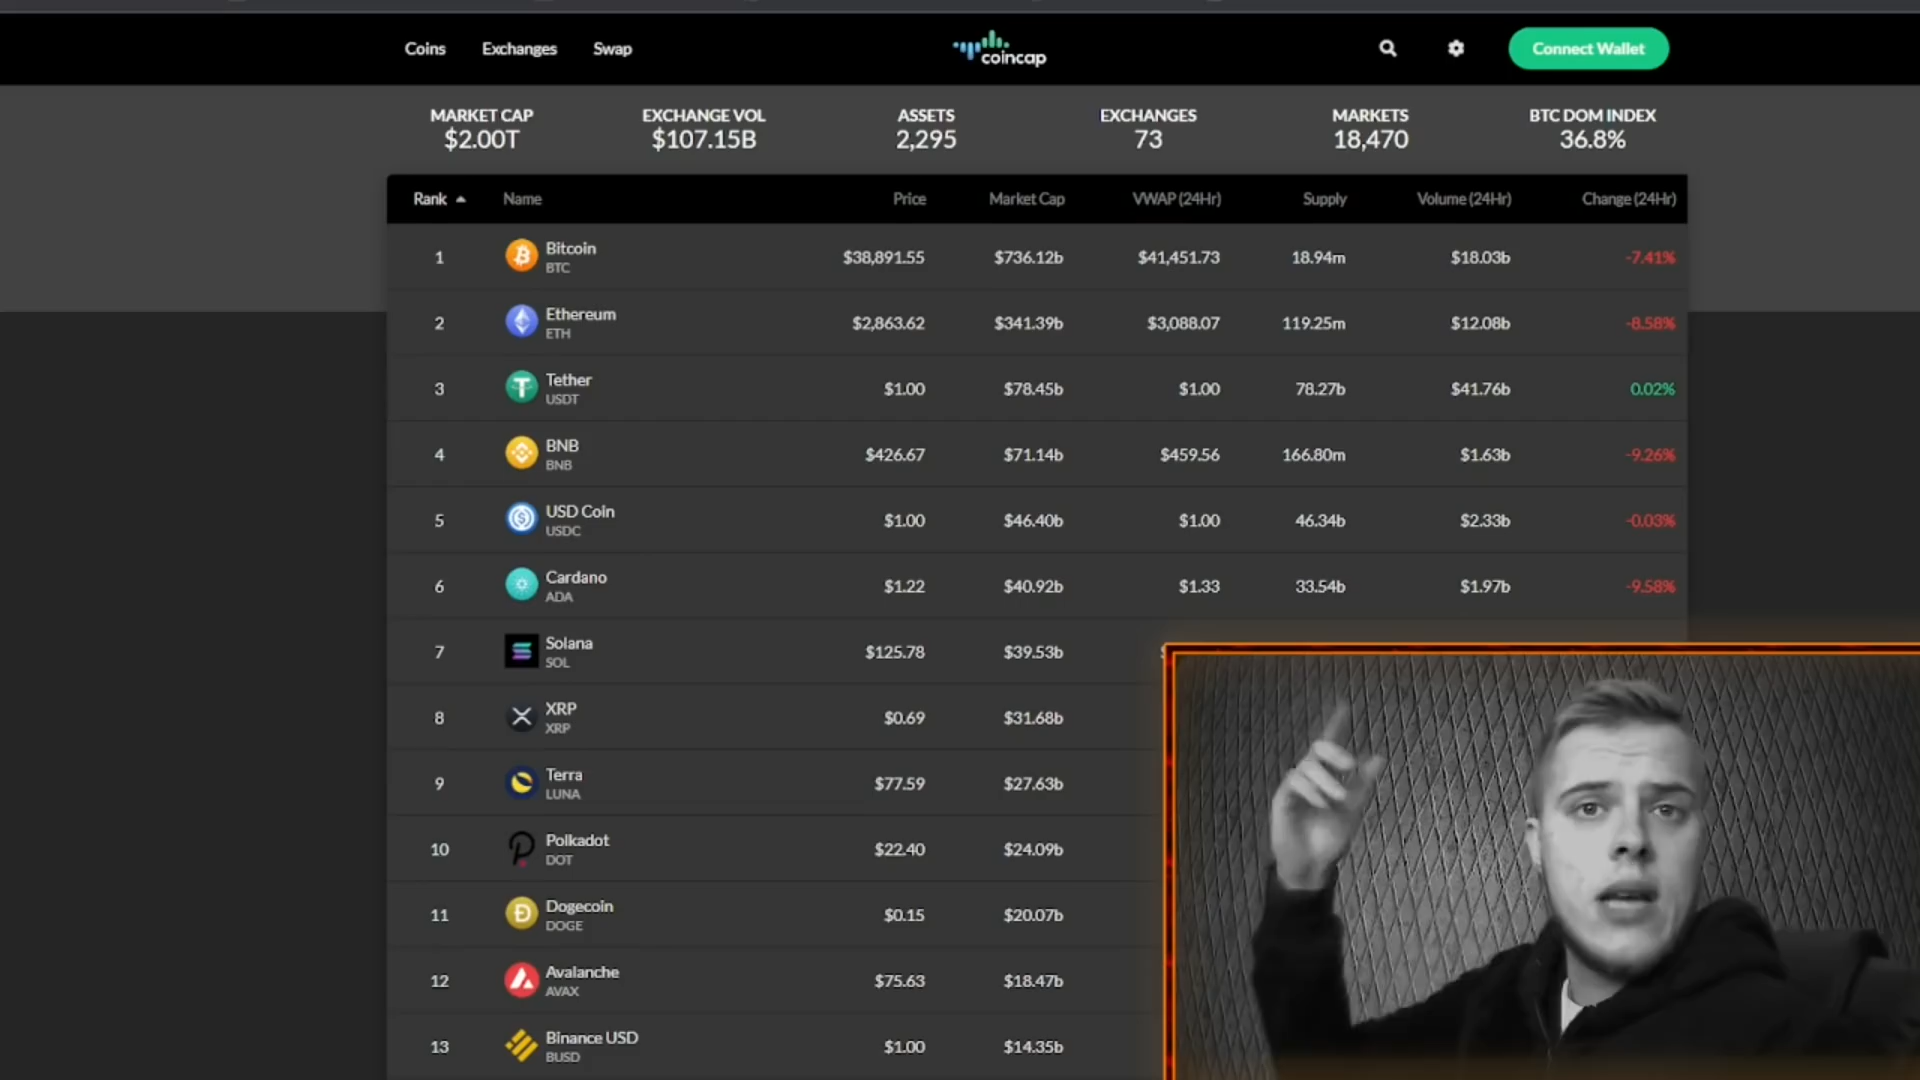 Coins Exchanges Swap coincap Connect Wallet
MARKET CAP EXCHANGE VOL ASSETS EXCHANGES MARKETS BTC DOM INDEX
$2.00T $107.15B 2,295 73 18,470 36.8%
Rank Name Price Market Cap VWAP (24Hr) Supply Volume (24Hr) Change (24Hr)
1 Bitcoin $38,891.55 $736.12b $41,451.73 18.94m $18.03b -7.41%
BTC
2 Ethereum $2,863.62 $341.39b $3,088.07 119.25m $12.08b -8.58%
ETH
3 Tether $1.00 $78.45b $1.00 78.27b $41.76b 0.02%
USDT
4 BNB $426.67 $71.14b $459.56 166.80m $1.63b -9.26%
BNB
5 USD Coin $1.00 $46.40b $1.00 46.34b $2.33b -0.03%
USDC
6 Cardano $1.22 $40.92b $1.33 33.54b $1.97b -9.58%
ADA
7 Solana $125.78 $39.53b
SOL
8 XRP $0.69 $31.68b
XRP
9 Terra $77.59 $27.63b
LUNA
10 Polkadot $22.40 $24.09b
DOT
11 Dogecoin $0.15 $20.07b
DOGE
12 Avalanche $75.63 $18.47b
AVAX
13 Binance USD $1.00 $14.35b
BUSD